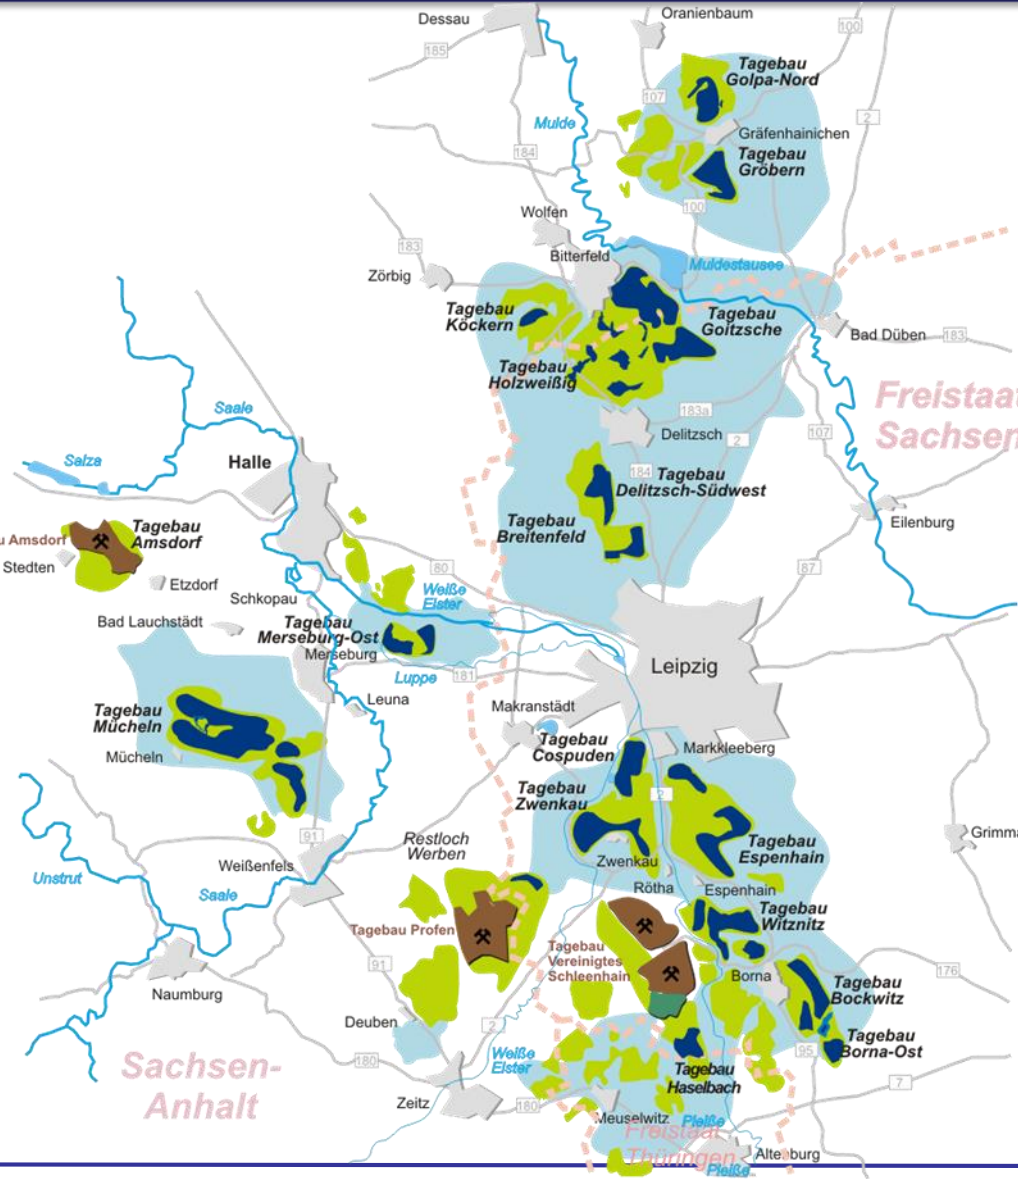 Dessau
Oranienbaum
100
185
Tagebau
Golpa-Nord
107
2
Mulde
Gräfenhainichen
184
Tagebau
Gröbern
100
Wolfen
183
Bitterfeld
Muldestausee
Zörbig
Tagebau
Köckern
Tagebau
Goitzsche
Bad Düben
183
Tagebau
Holzweißig
Freistaat
Sachsen
183a
Saale
107
Delitzsch
2
Salza
Halle
184
Tagebau
Delitzsch-Südwest
Tagebau
Breitenfeld
Eilenburg
Tagebau
Amsdorf
u Amsdorf
Stedten
80
87
Etzdorf
Weiße
Elster
Schkopau
Bad Lauchstädt
Tagebau
Merseburg-Ost
Merseburg
Leipzig
Luppe
181
Leuna
Makranstädt
Tagebau
Mücheln
Tagebau
Cospuden
Markkleeberg
Mücheln
Tagebau
Zwenkau
2
91
Restloch
Werben
Tagebau
Espenhain
Grimma
Weißenfels
Zwenkau
Unstrut
Saale
Rötha
Espenhain
Tagebau
Witznitz
Tagebau Profen
Tagebau
Vereinigtes
Schleenhain
91
Borna
176
Naumburg
Tagebau
Bockwitz
Deuben
2
Tagebau
Borna-Ost
95
Weiße
Elster
180
Sachsen-
Anhalt
Tagebau
Haselbach
7
Zeitz
180
Meuselwitz
Pleiße
Freistaat
Thüringen
Altenburg
Pleiße